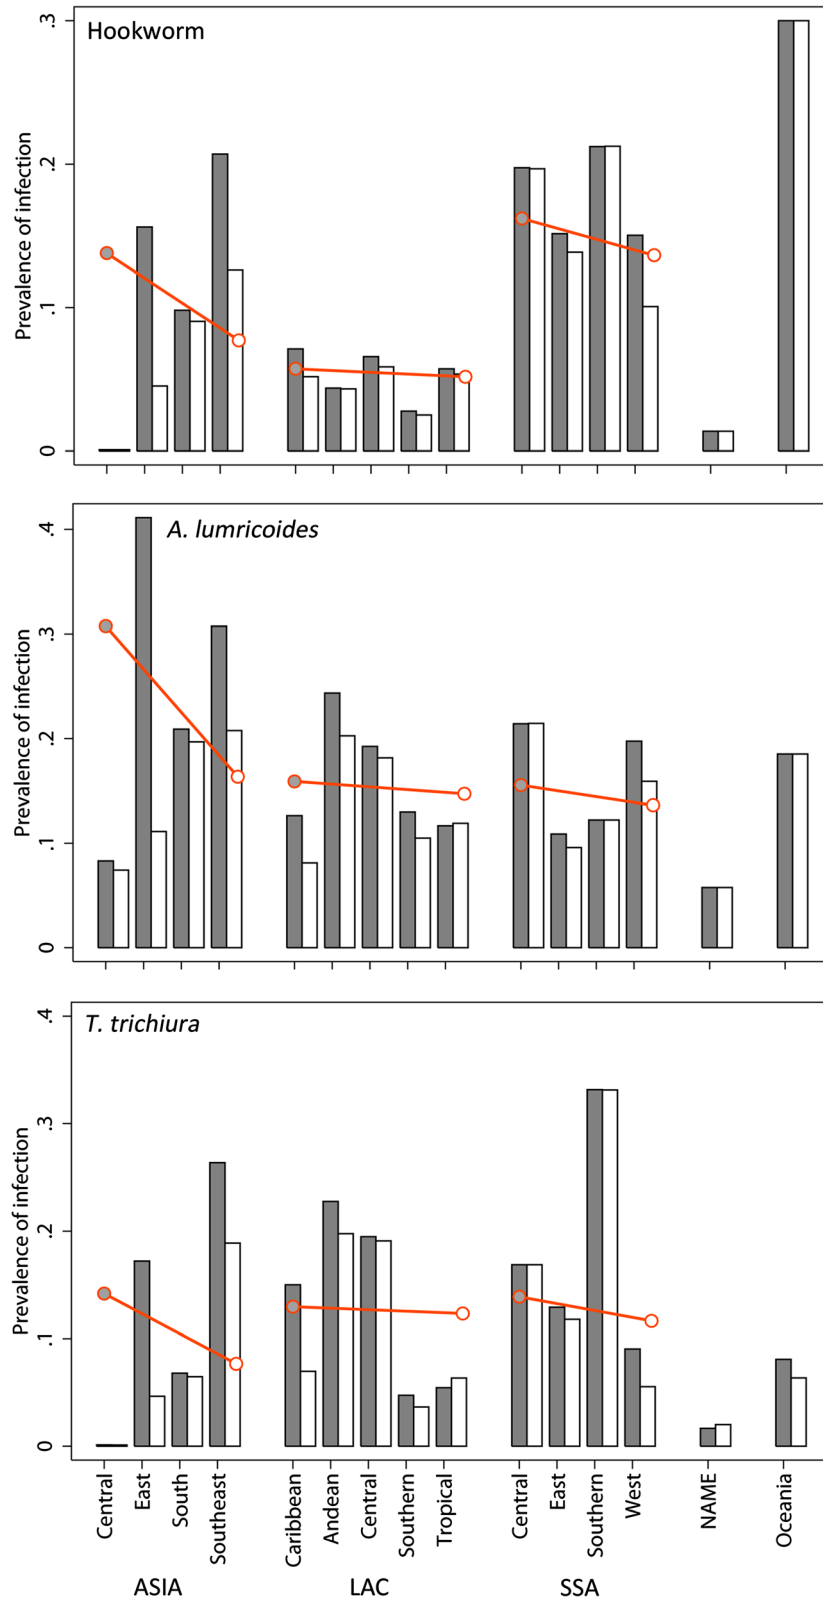 Hookworm
Prevalence of infection
.3
.2
.1
0
A. lumricoides
Prevalence of infection
.4
.3
.2
.1
0
T. trichiura
Prevalence of infection
.4
.3
.2
.1
0
Central
East
South
Southeast
Caribbean
Andean
Central
Southern
Tropical
Central
East
Southern
West
NAME
Oceania
ASIA
LAC
SSA